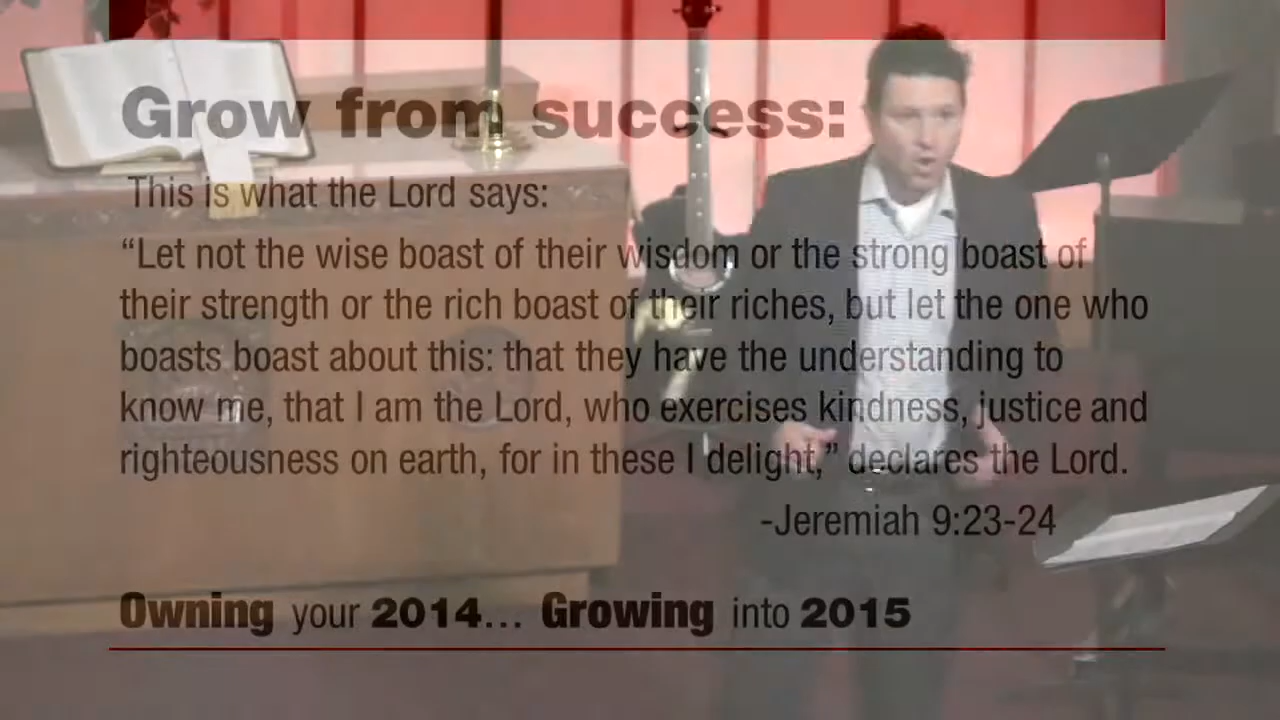 Grow from success:
This is what the Lord says:
“Let not the wise boast of their wisdom or the strong boast of
their strength or the rich boast of their riches, but let the one who
boasts boast about this: that they have the understanding to
know me, that I am the Lord, who exercises kindness, justice and
righteousness on earth, for in these I delight,” declares the Lord.
-Jeremiah 9:23-24
Owning your 2014... Growing into 2015